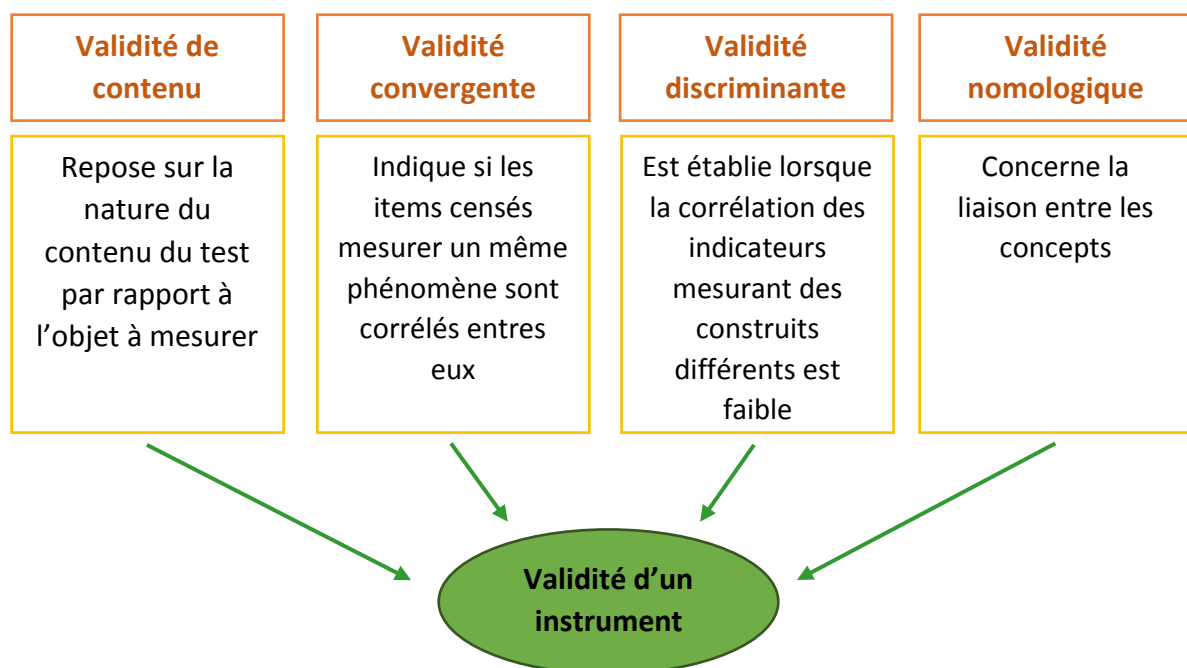 Validité de
contenu
Validité
convergente
Validité
discriminante
Validité
nomologique
Repose sur la
nature du
contenu du test
par rapport à
l’objet à mesurer
Indique si les
items censés
mesurer un même
phénomène sont
corrélés entres
eux
Est établie lorsque
la corrélation des
indicateurs
mesurant des
construits
différents est
faible
Concerne la
liaison entre les
concepts
Validité d’un
instrument